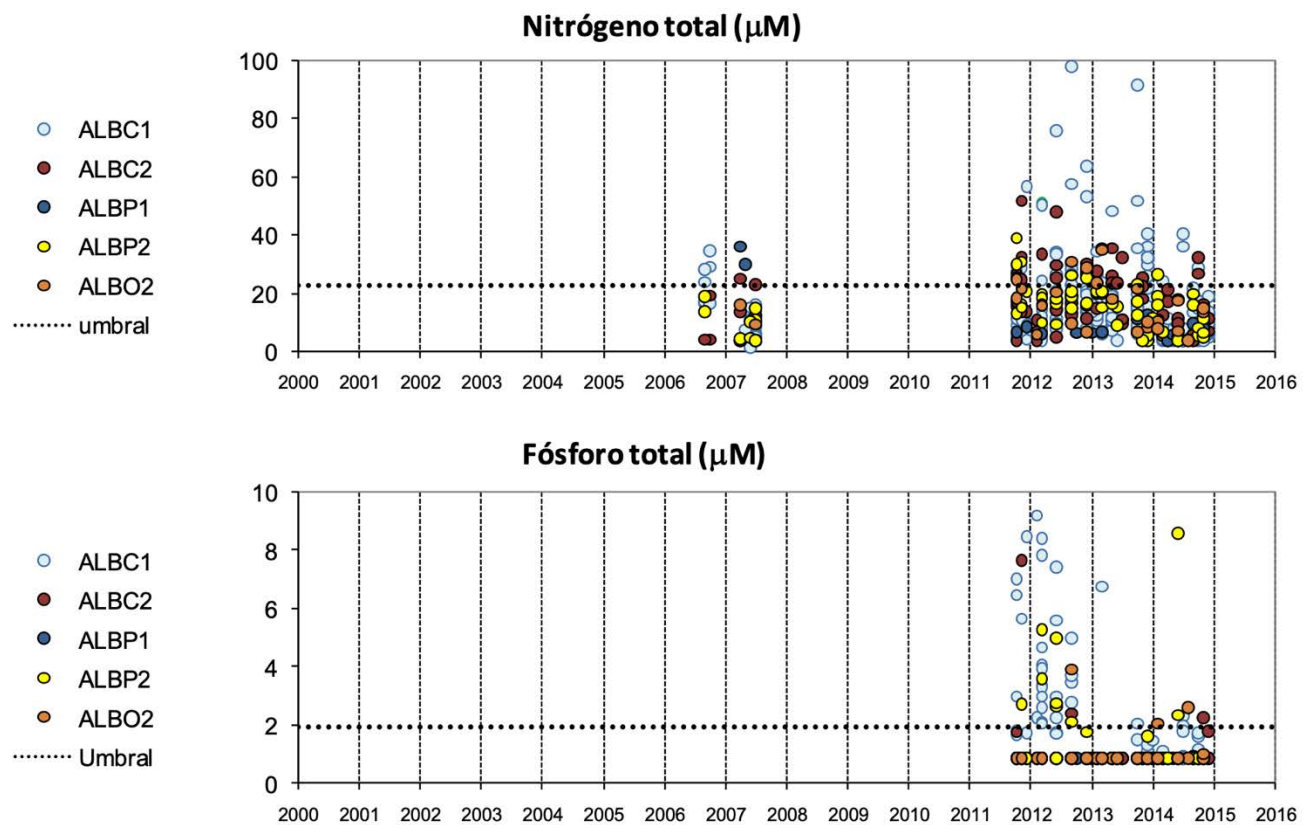 Nitrógeno total (μM)
100
80
60
40
20
0
ALBC1
ALBC2
ALBP1
ALBP2
ALBO2
umbral
2000 2001 2002 2003 2004 2005 2006 2007 2008 2009 2010 2011 2012 2013 2014 2015 2016
Fósforo total (μM)
10
8
6
4
2
0
ALBC1
ALBC2
ALBP1
ALBP2
ALBO2
Umbral
2000 2001 2002 2003 2004 2005 2006 2007 2008 2009 2010 2011 2012 2013 2014 2015 2016